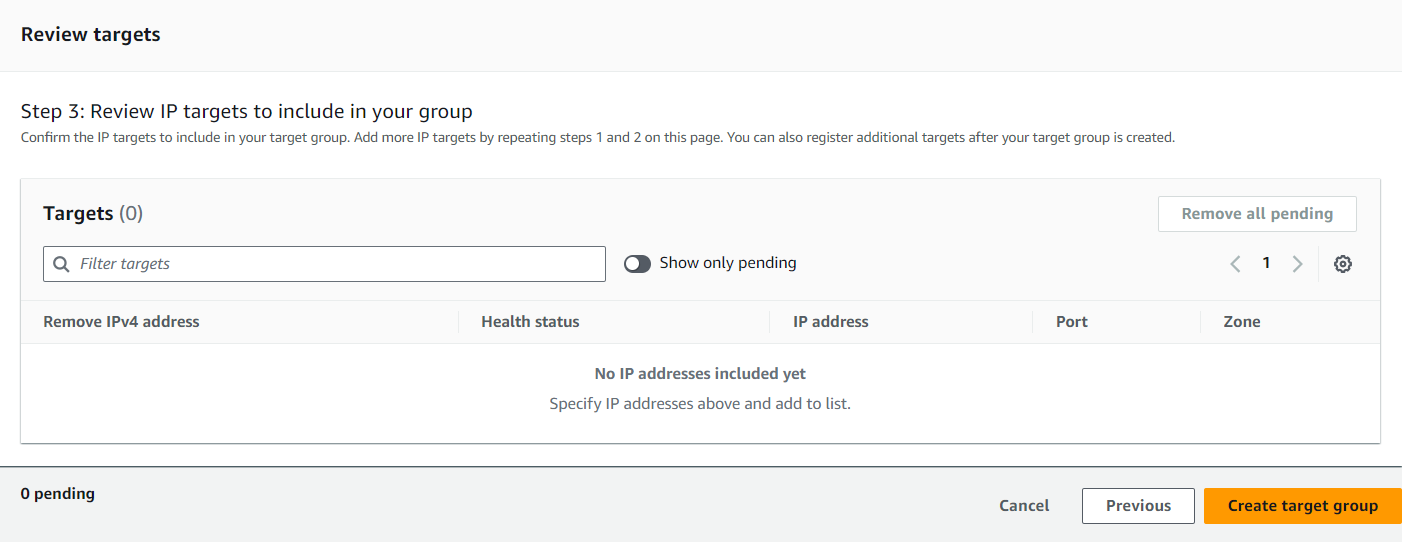 Review targets
Step 3: Review IP targets to include in your group
Confirm the IP targets to include in your target group. Add more IP targets by repeating steps 1 and 2 on this page. You can also register additional targets after your target group is created.
Targets (0)
Remove all pending
Filter targets
Show only pending
1
Remove IPv4 address
Health status
IP address
Port
Zone
No IP addresses included yet
Specify IP addresses above and add to list.
0 pending
Cancel
Previous
Create target group